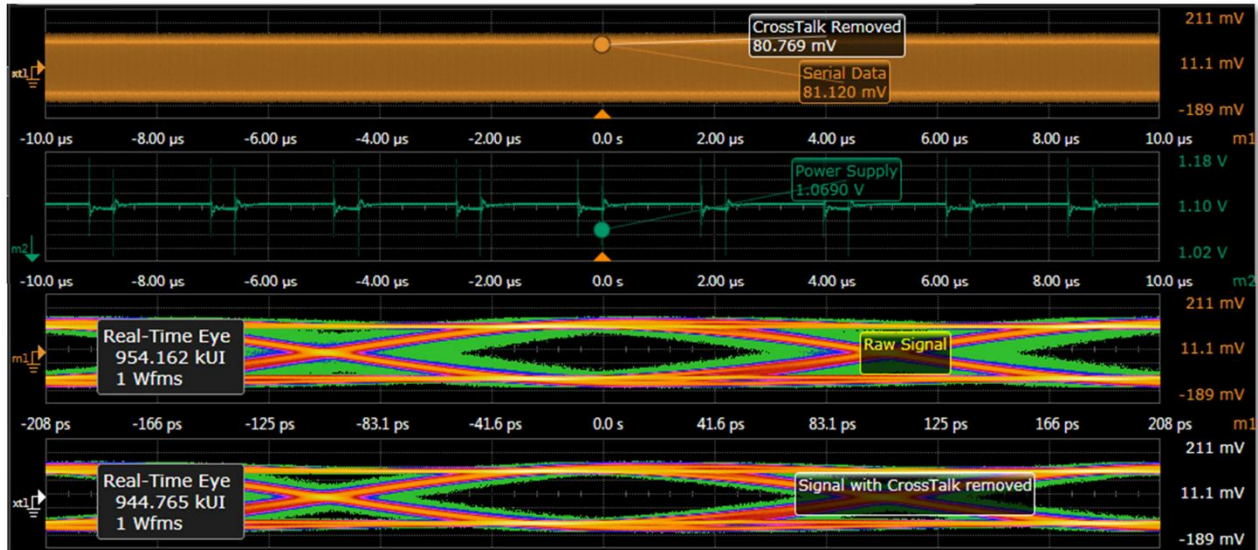 211 mV
CrossTalk Removed
80.769 mV
xt1
11.1 mV
Serial Data
81.120 mV
-189 mV
-10.0 µs -8.00 µs -6.00 µs -4.00 µs -2.00 µs 0.0 s 2.00 µs 4.00 µs 6.00 µs 8.00 µs 10.0 µs m1
1.18 V
Power Supply
1.0690 V
1.10 V
m2
1.02 V
-10.0 µs -8.00 µs -6.00 µs -4.00 µs -2.00 µs 0.0 s 2.00 µs 4.00 µs 6.00 µs 8.00 µs 10.0 µs m2
211 mV
Real-Time Eye
954.162 kUI
1 Wfms
m1
Raw Signal
11.1 mV
-189 mV
-208 ps -166 ps -125 ps -83.1 ps -41.6 ps 0.0 s 41.6 ps 83.1 ps 125 ps 166 ps 208 ps m1
211 mV
Real-Time Eye
944.765 kUI
1 Wfms
xt1
Signal with CrossTalk removed
11.1 mV
-189 mV